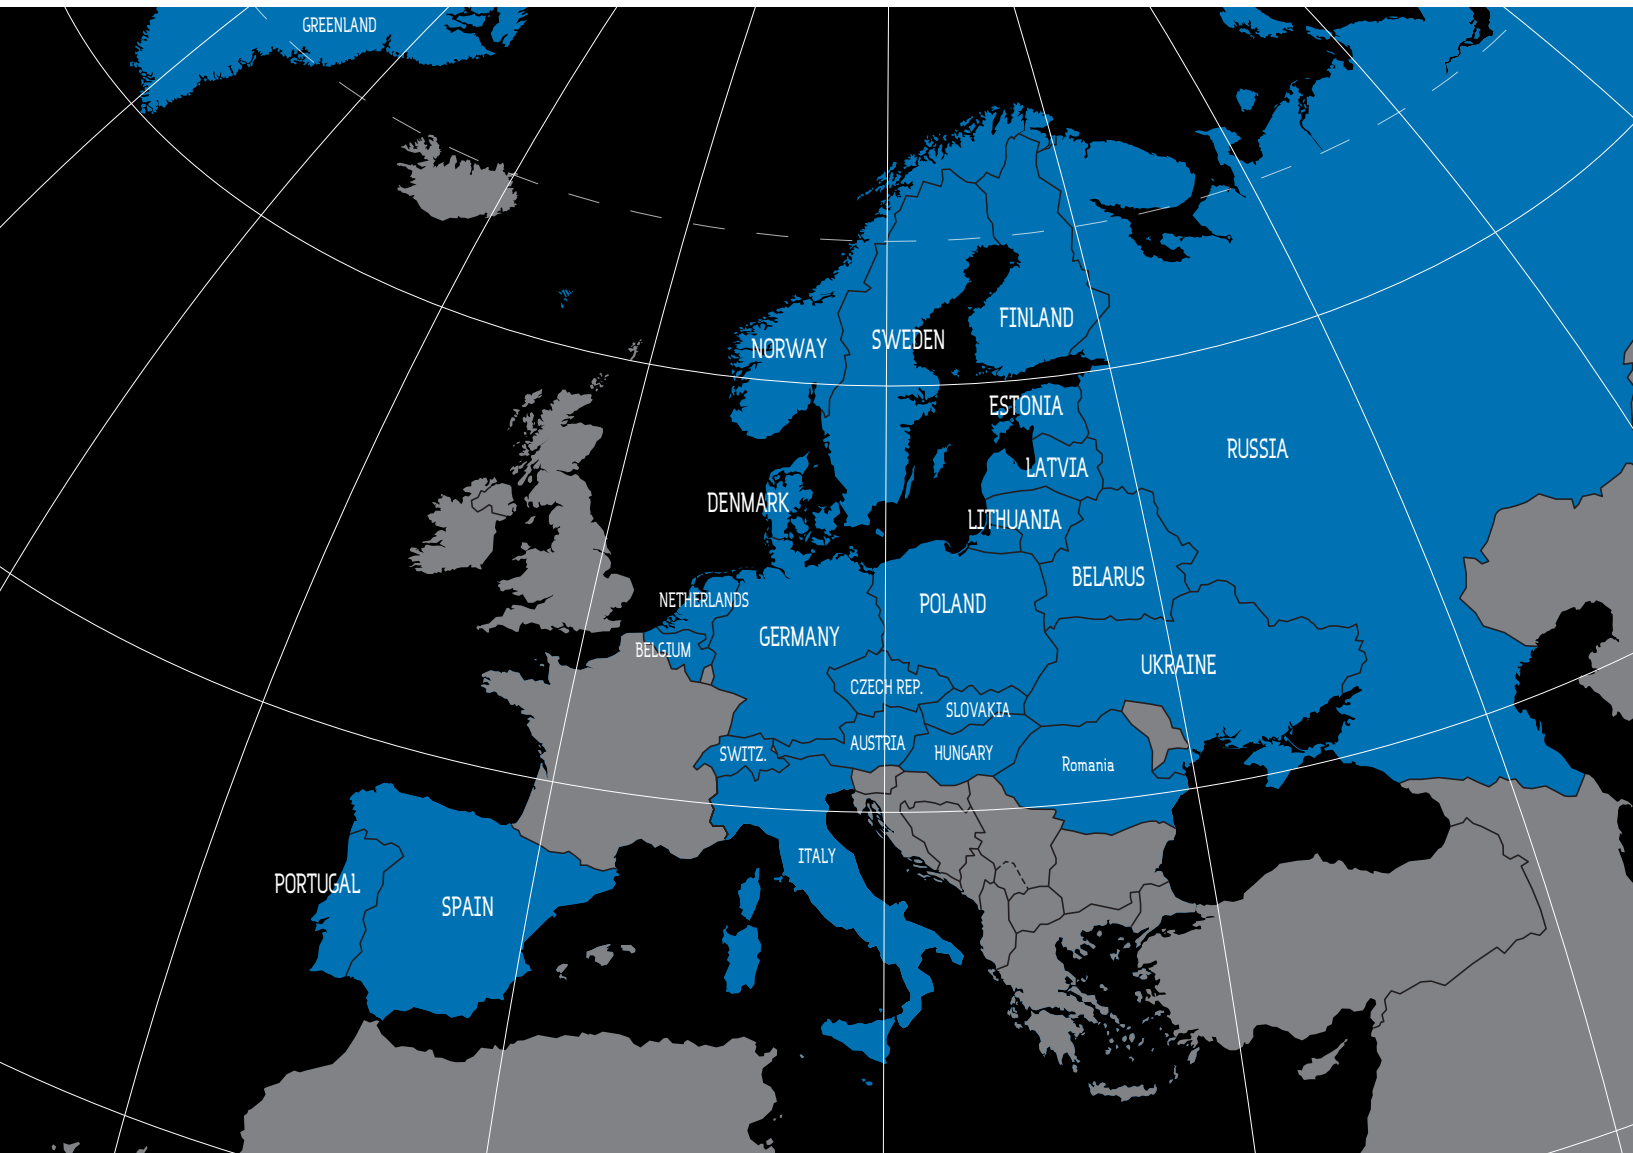 GREENLAND
FINLAND
SWEDEN
NORWAY
ESTONIA
RUSSIA
LATVIA
DENMARK
LITHUANIA
BELARUS
NETHERLANDS
POLAND
GERMANY
BELGIUM
UKRAINE
CZECH REP.
SLOVAKIA
AUSTRIA
SWITZ.
HUNGARY
Romania
ITALY
PORTUGAL
SPAIN